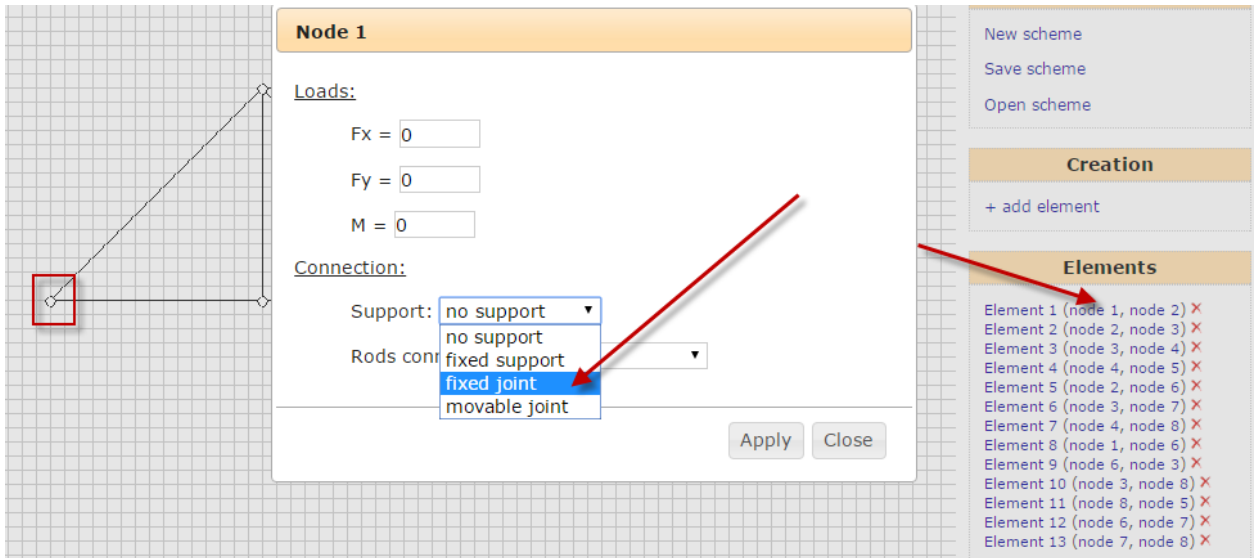 Node 1
Loads:
Fx = 0
Fy = 0
M = 0
Connection:
Support: no support
no support
fixed support
fixed joint
movable joint
Rods conn
Apply Close
New scheme
Save scheme
Open scheme
Creation
+ add element
Elements
Element 1 (node 1, node 2)
Element 2 (node 2, node 3)
Element 3 (node 3, node 4)
Element 4 (node 4, node 5)
Element 5 (node 2, node 6)
Element 6 (node 3, node 7)
Element 7 (node 4, node 8)
Element 8 (node 1, node 6)
Element 9 (node 6, node 3)
Element 10 (node 3, node 8)
Element 11 (node 8, node 5)
Element 12 (node 6, node 7)
Element 13 (node 7, node 8)